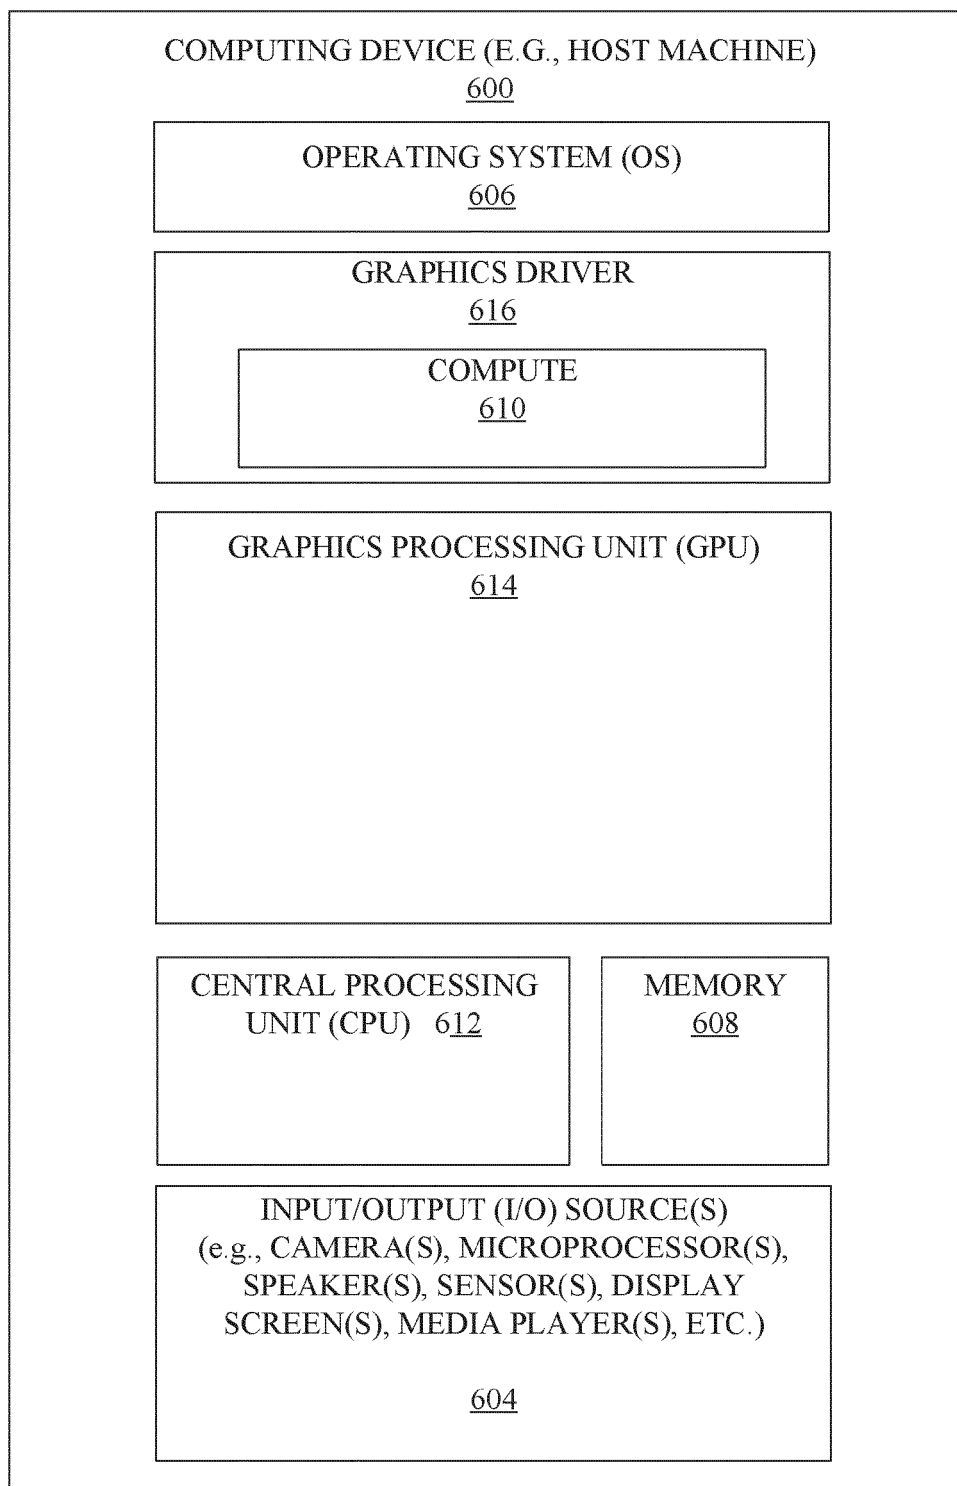 COMPUTING DEVICE (E.G., HOST MACHINE)
600
OPERATING SYSTEM (OS)
606
GRAPHICS DRIVER
616
COMPUTE
610
GRAPHICS PROCESSING UNIT (GPU)
614
CENTRAL PROCESSING
UNIT (CPU) 612
MEMORY
608
INPUT/OUTPUT (I/O) SOURCE(S)
(e.g., CAMERA(S), MICROPROCESSOR(S),
SPEAKER(S), SENSOR(S), DISPLAY
SCREEN(S), MEDIA PLAYER(S), ETC.)
604